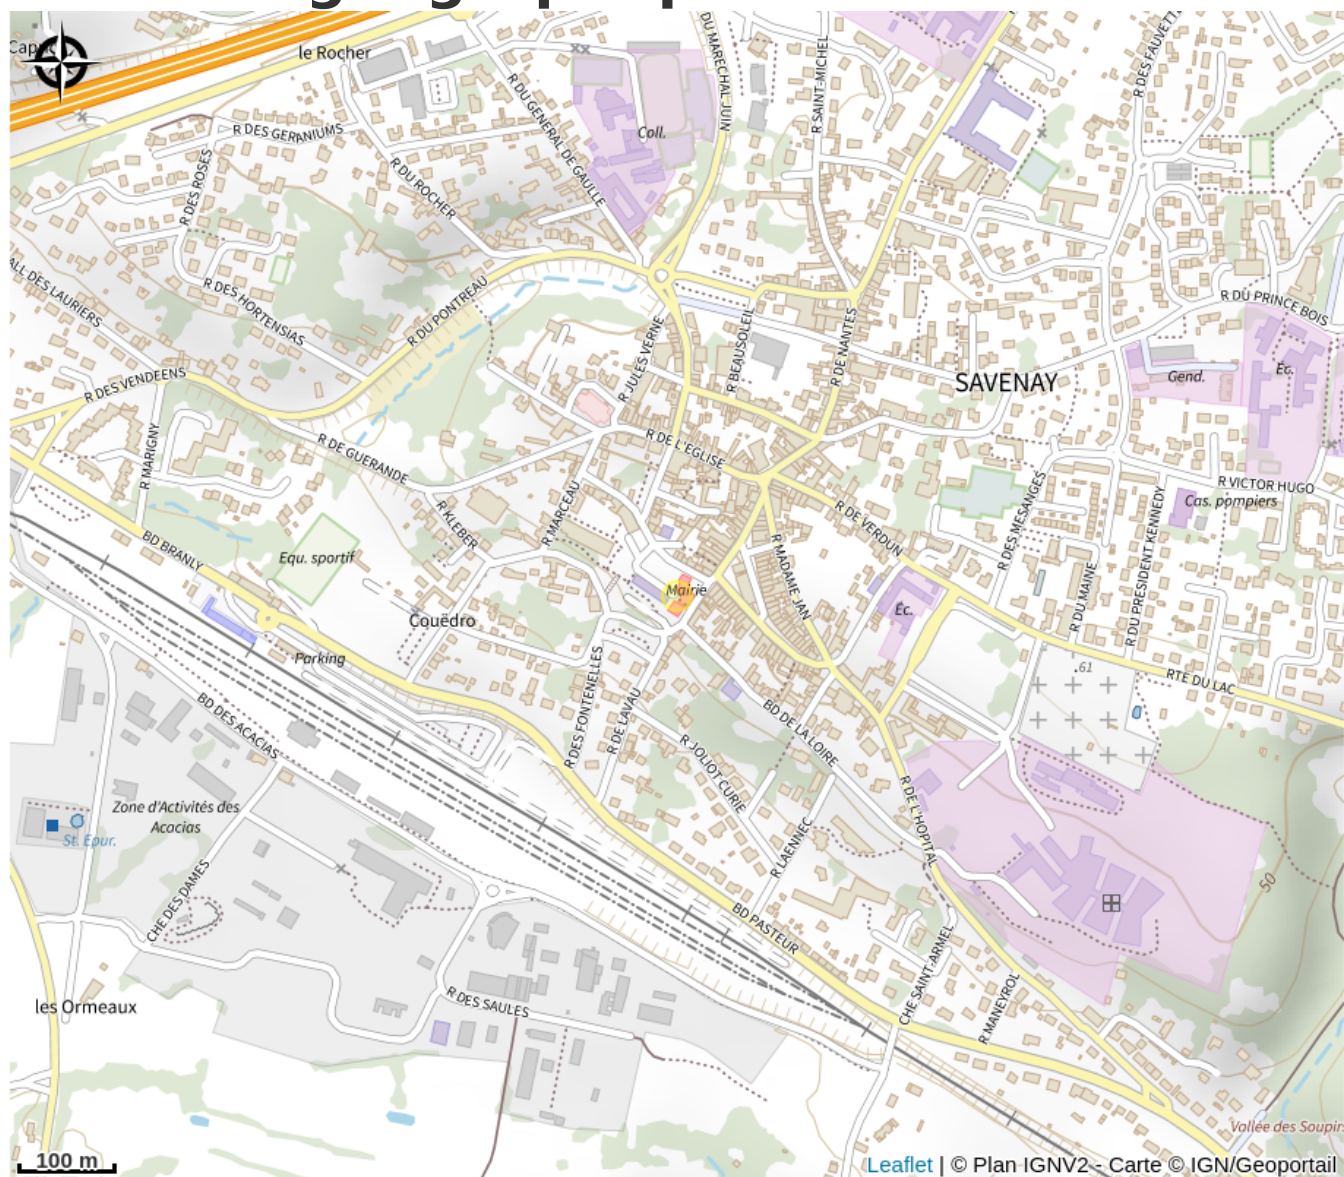 le Rocher
R DES GERANIUMS
R DU GENERAL DE GAULLE
DU MARECHAL JUIN
R SAINT-MICHEL
Coll.
R DES ROSES
R DU ROCHER
ALL DES LAURIERS
R DES HORTENSIAS
R DU PONTREAU
R JULES VERNE
R BEAUSOLEIL
R DE NANTES
R DU PRINCE BOIS
SAVENAY
Gend.
Éc.
R DES VENDEENS
R MARIGNY
R DE GUERANDE
R DE L'EGLISE
R KLEBER
R MARCEAU
R DE VERDUN
R DES MESANGES
R VICTOR HUGO
Cas. pompiers
BD BRANLY
Equ. sportif
R MADAME JAN
Mairie
Éc.
R DU MAINE
R DU PRESIDENT KENNEDY
Couëdro
Parking
61
RTE DU LAC
R DES FONTENELLES
R DE LAVAU
BD DE LA LOIRE
BD DES ACACIAS
R JOLIOT CURIE
R DE L'HOPITAL
Zone d'Activités des
Acacias
St. Epur.
R LAENNEC
50
CHE DES DAMES
BD PASTEUR
CHE SAINT-ARMEL
R MANEYROL
les Ormeaux
R DES SAULES
Vallée des Soupirs
100 m
Leaflet | © Plan IGNV2 - Carte © IGN/Geoportail